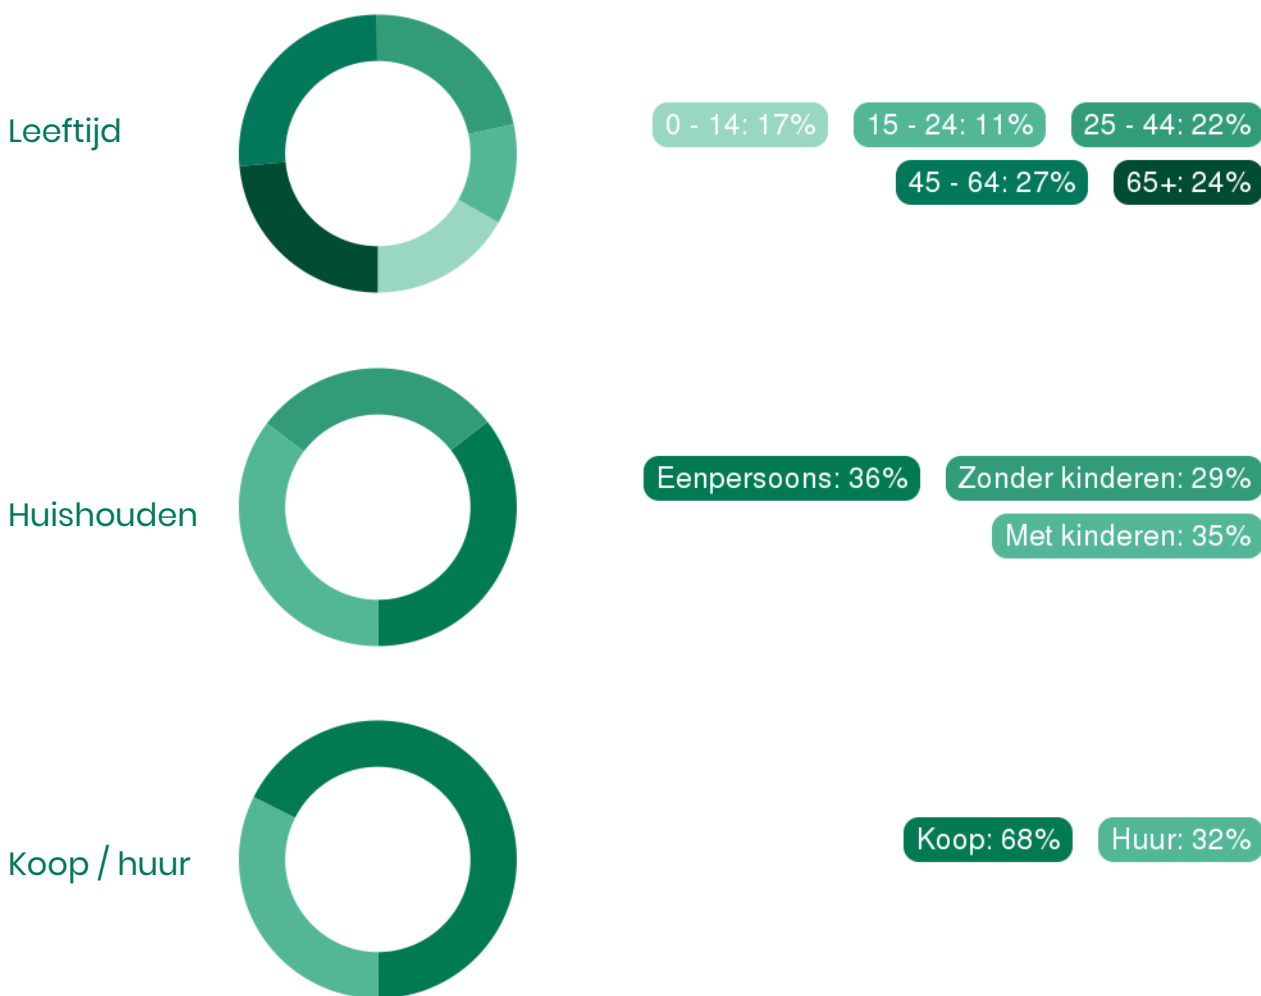 Leeftijd
0 - 14: 17%
15 - 24: 11%
25 - 44: 22%
45 - 64: 27%
65+: 24%
Huishouden
Eenpersoons: 36%
Zonder kinderen: 29%
Met kinderen: 35%
Koop / huur
Koop: 68%
Huur: 32%